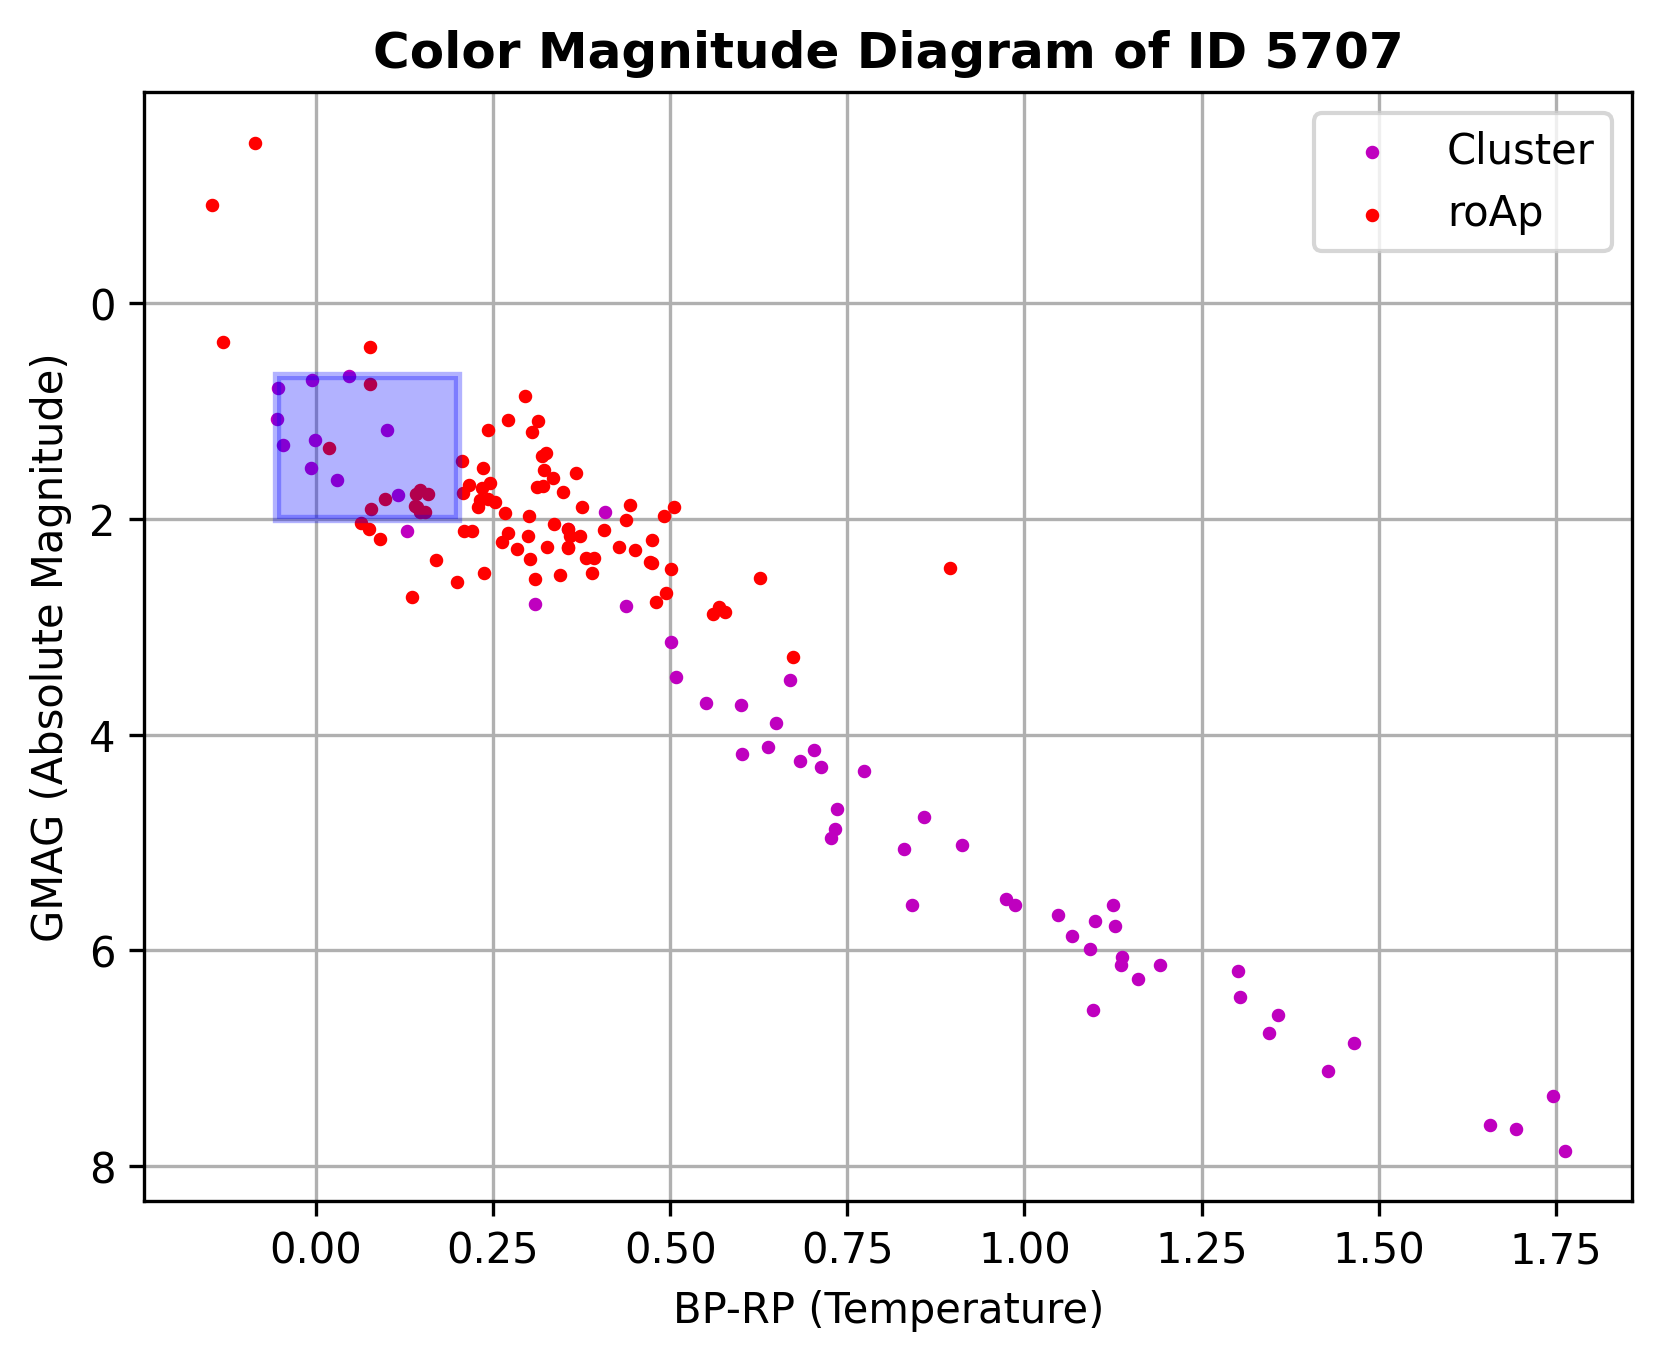 Color Magnitude Diagram of ID 5707
Cluster
roAp
GMAG (Absolute Magnitude)
0
2
4
6
8
0.00 0.25 0.50 0.75 1.00 1.25 1.50 1.75
BP-RP (Temperature)